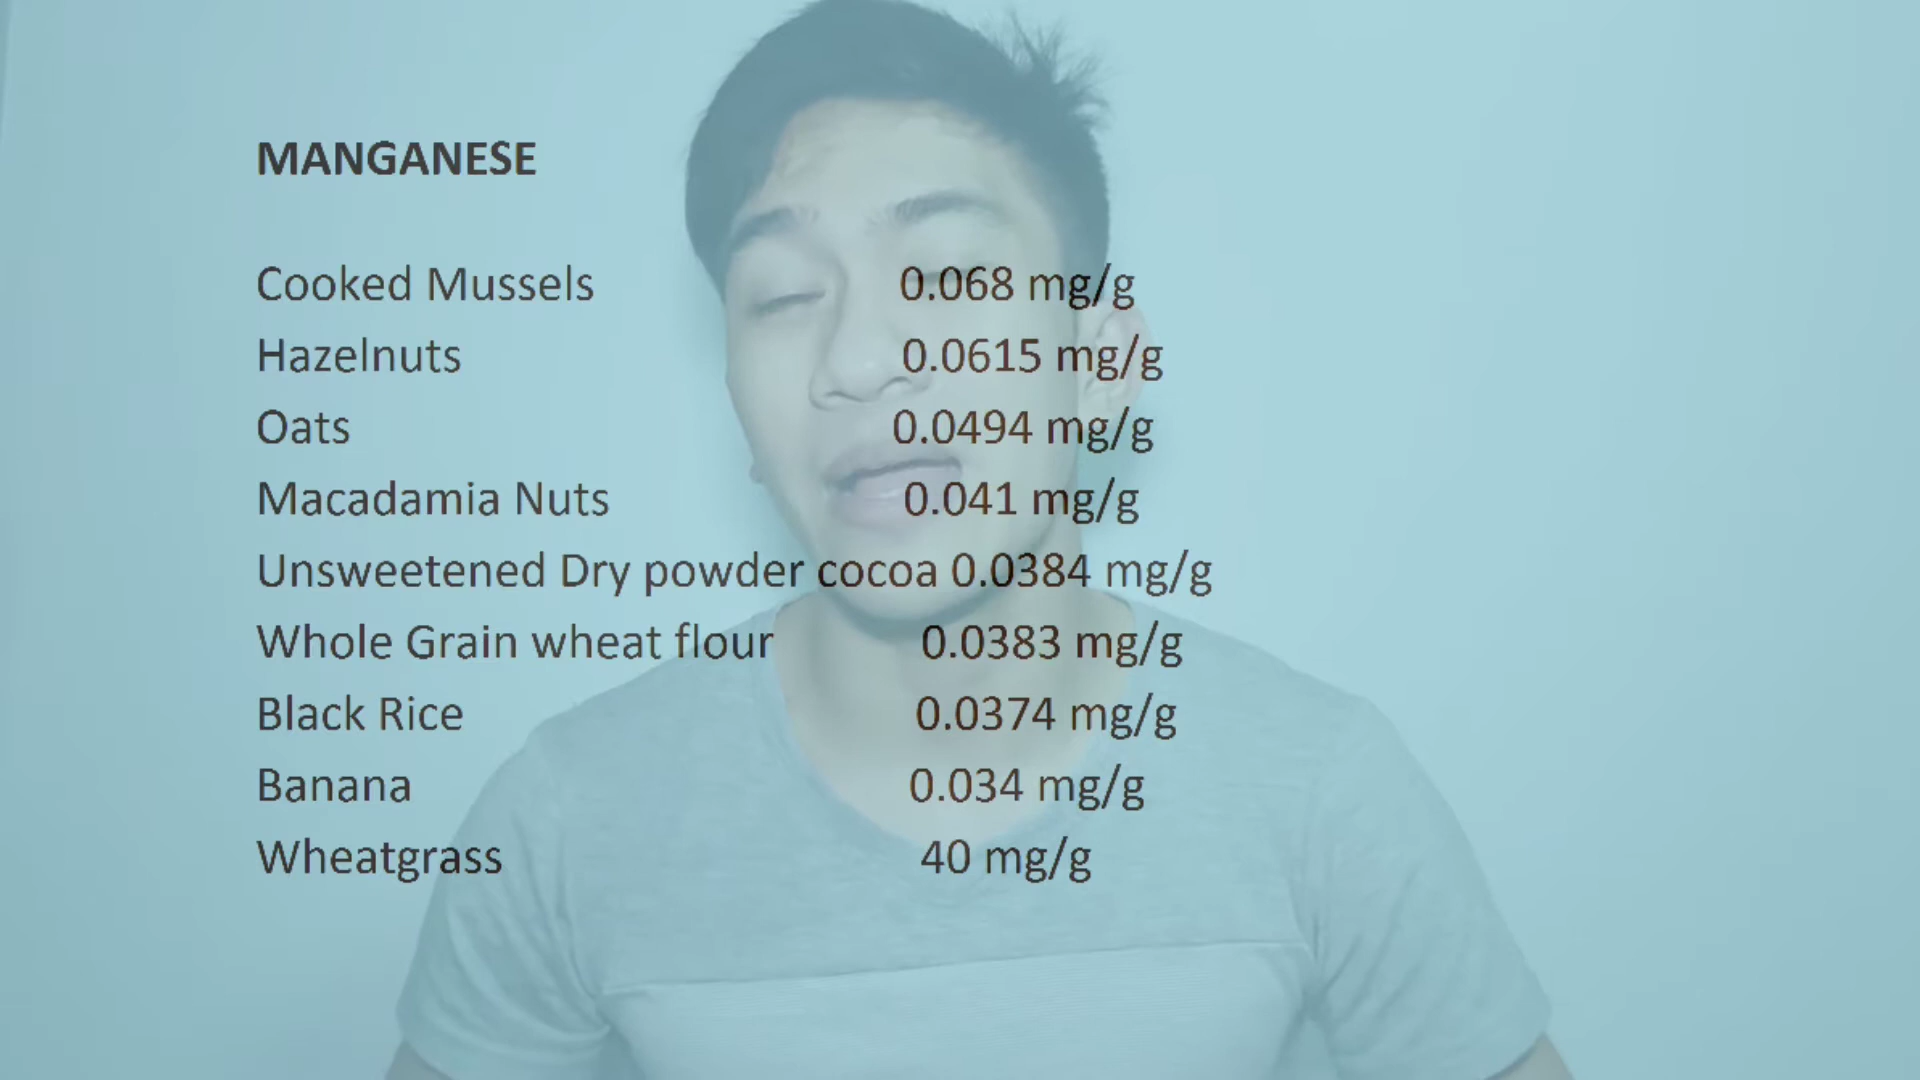 MANGANESE
Cooked Mussels 0.068 mg/g
Hazelnuts 0.0615 mg/g
Oats 0.0494 mg/g
Macadamia Nuts 0.041 mg/g
Unsweetened Dry powder cocoa 0.0384 mg/g
Whole Grain wheat flour 0.0383 mg/g
Black Rice 0.0374 mg/g
Banana 0.034 mg/g
Wheatgrass 40 mg/g